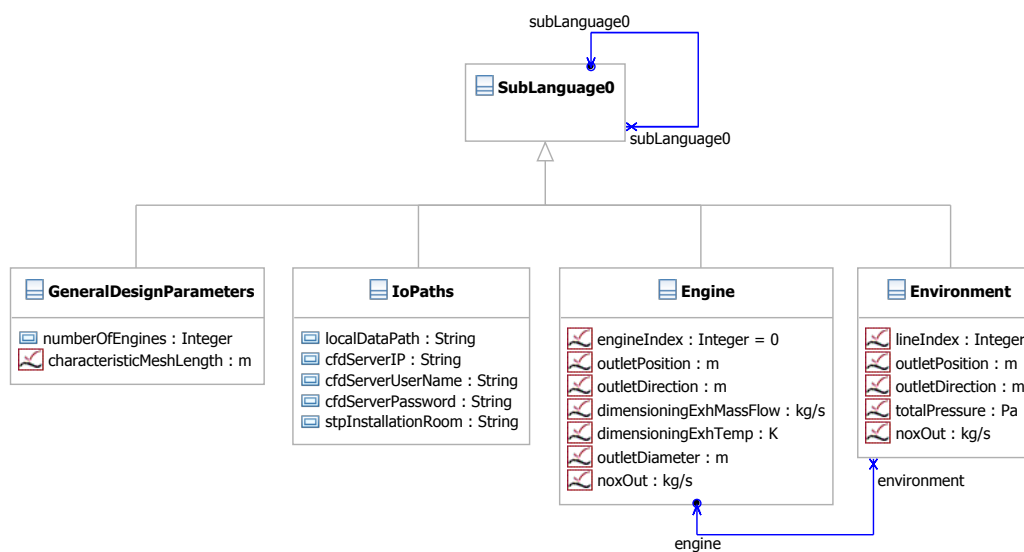 subLanguage0
SubLanguage0
subLanguage0
GeneralDesignParameters
numberOfEngines : Integer
characteristicMeshLength : m
IoPaths
localDataPath : String
cfdServerIP : String
cfdServerUserName : String
cfdServerPassword : String
stpInstallationRoom : String
Engine
engineIndex : Integer = 0
outletPosition : m
outletDirection : m
dimensioningExhMassFlow : kg/s
dimensioningExhTemp : K
outletDiameter : m
noxOut : kg/s
Environment
lineIndex : Integer
outletPosition : m
outletDirection : m
totalPressure : Pa
noxOut : kg/s
environment
engine